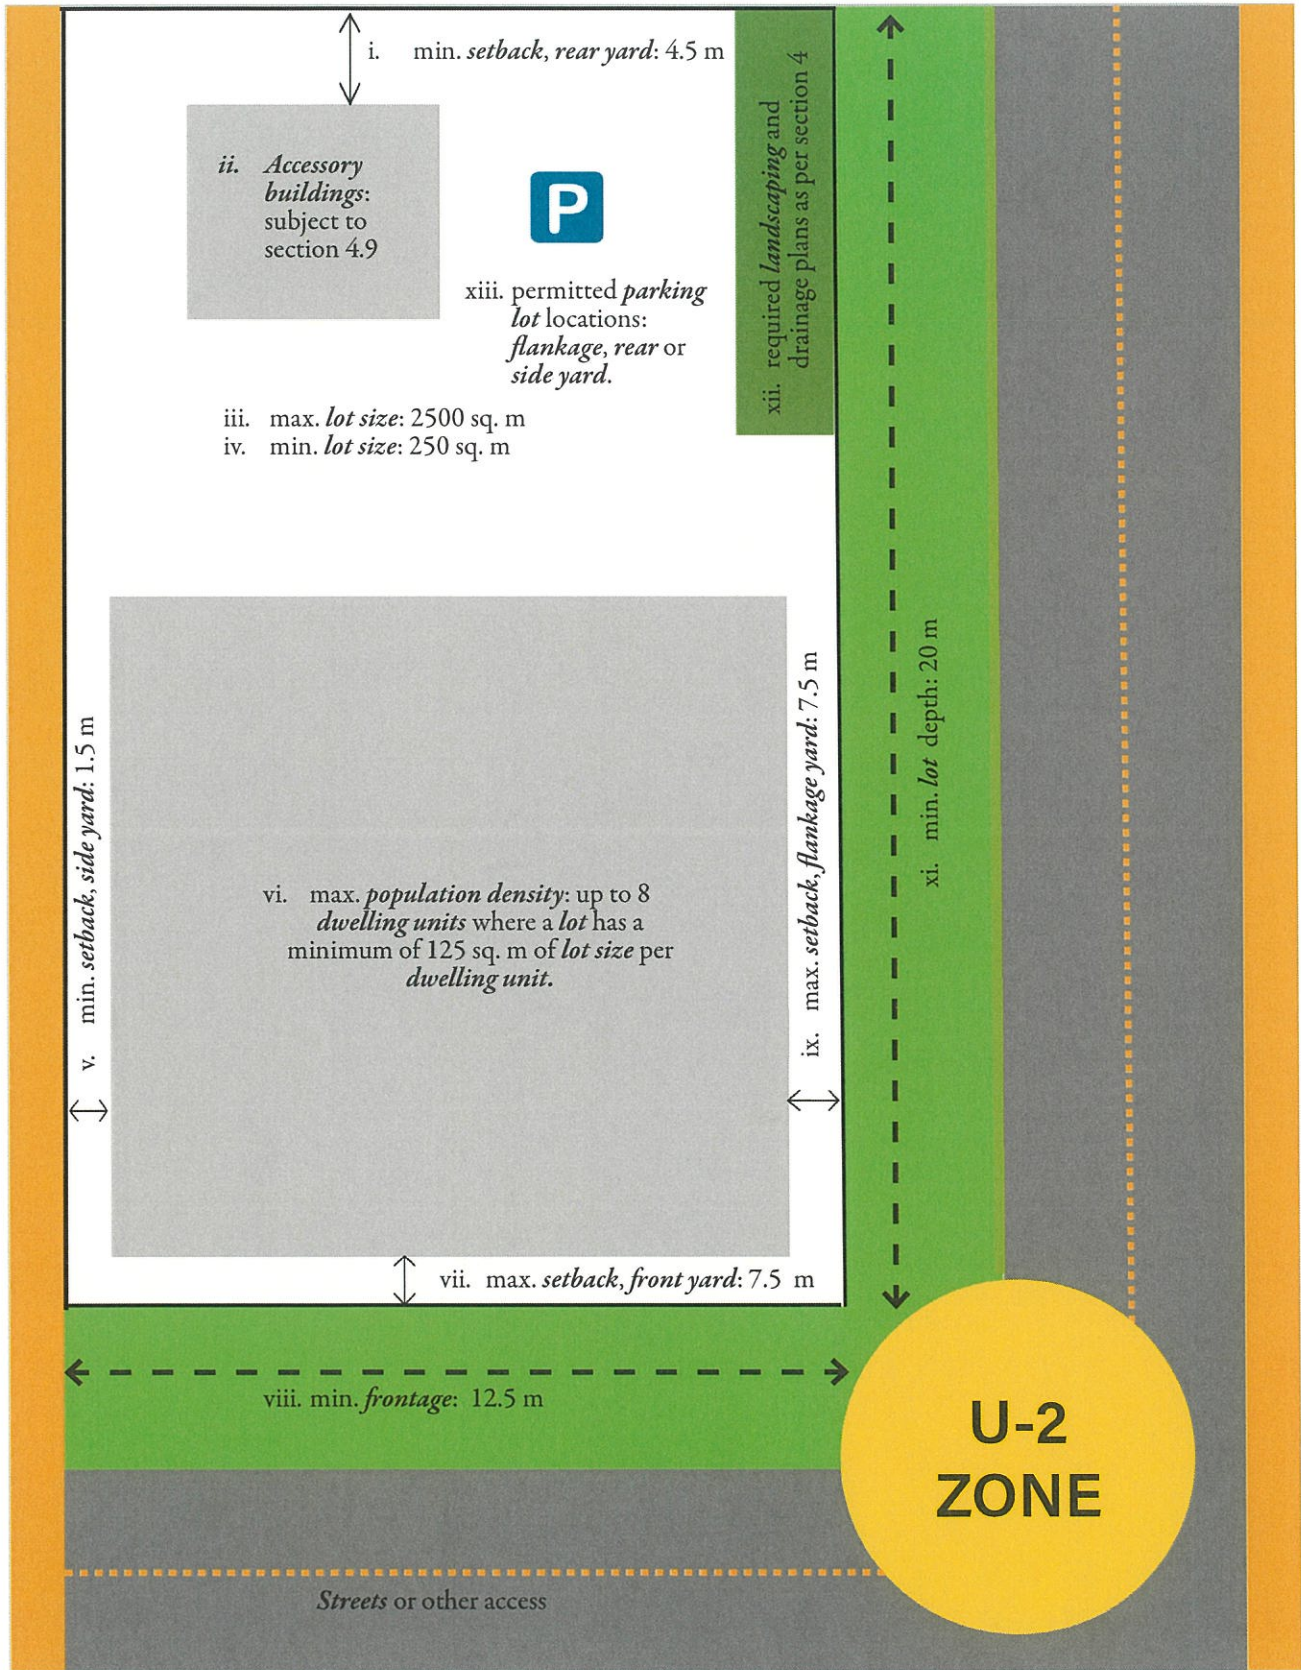 i. min. setback, rear yard: 4.5 m
ii. Accessory
buildings:
subject to
section 4.9
P
xiii. permitted parking
lot locations:
flankage, rear or
side yard.
xii. required landscaping and
drainage plans as per section 4
iii. max. lot size: 2500 sq. m
iv. min. lot size: 250 sq. m
v. min. setback, side yard: 1.5 m
vi. max. population density: up to 8
dwelling units where a lot has a
minimum of 125 sq. m of lot size per
dwelling unit.
ix. max. setback, flankage yard: 7.5 m
xi. min. lot depth: 20 m
vii. max. setback, front yard: 7.5 m
viii. min. frontage: 12.5 m
U-2
ZONE
Streets or other access